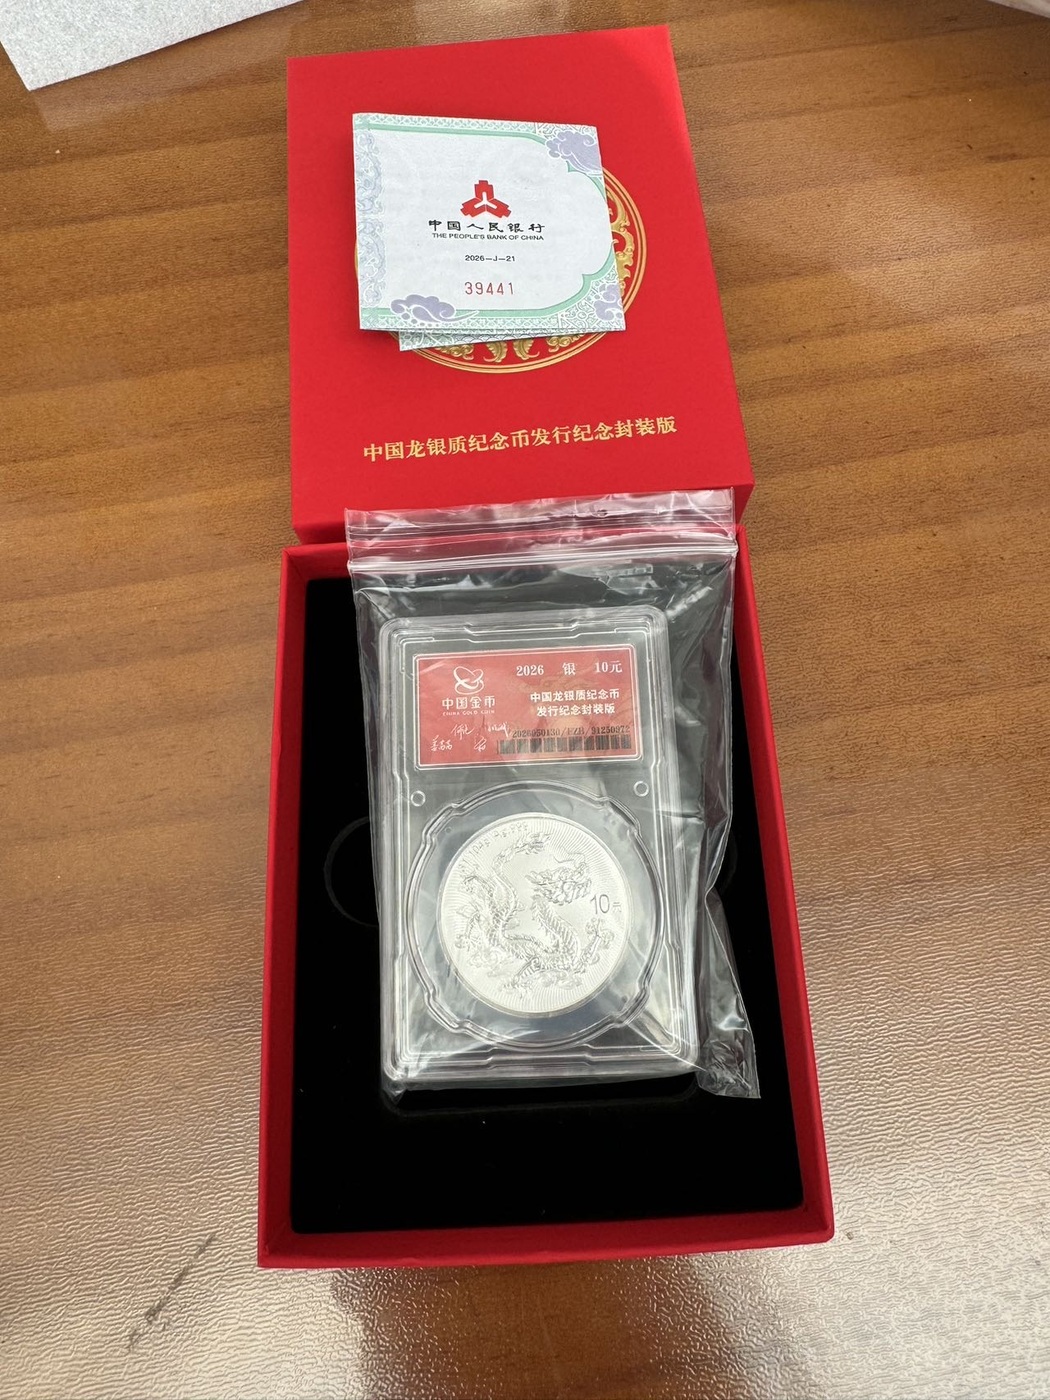 中国人民银行
THE PEOPLE'S BANK OF CHINA
2026—J—21
39441
中国龙银质纪念币发行纪念封装版
2026 银 10元
中国金币
CHINA GOLD COIN
中国龙银质纪念币
发行纪念封装版
2026050130/FZB/91250972
10元